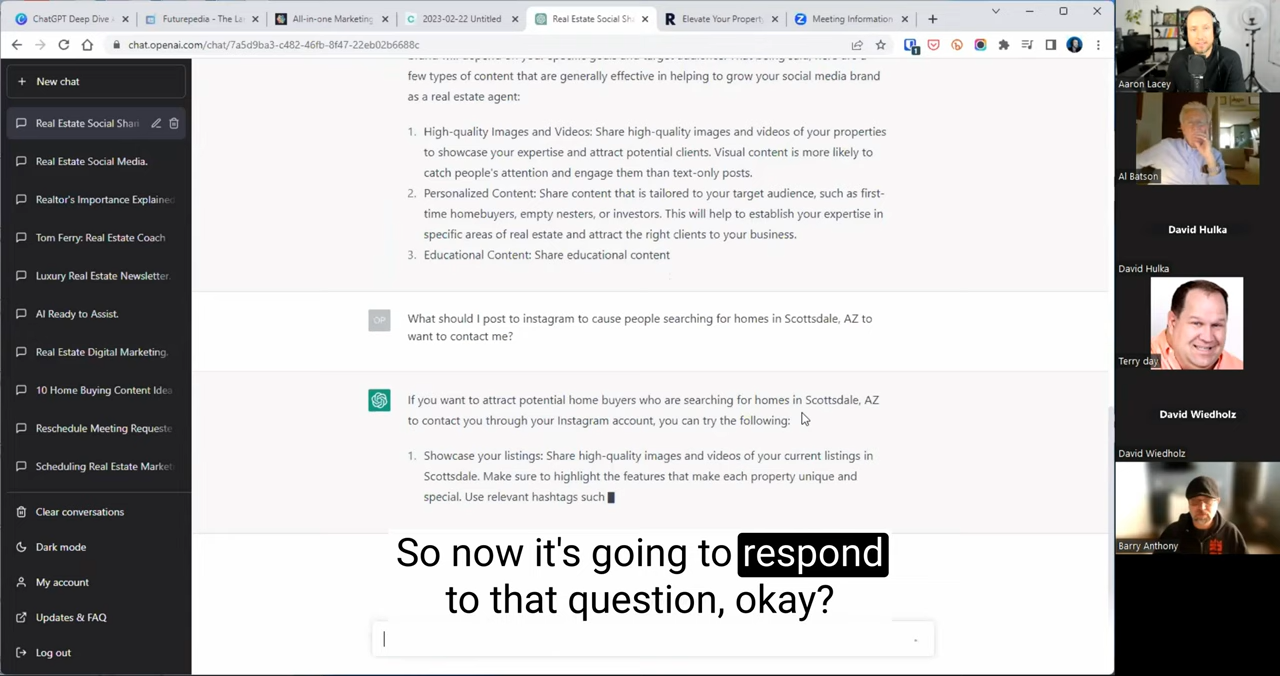 ChatGPT Deep Dive
Futurepedia - The La
All-in-one Marketing
2023-02-22 Untitled
Real Estate Social Sha
Elevate Your Property
Meeting Information
chat.openai.com/chat/7a5d9ba3-c482-46fb-8f47-22eb02b6688c
New chat
Real Estate Social Shar
Real Estate Social Media.
Realtor's Importance Explained
Tom Ferry: Real Estate Coach
Luxury Real Estate Newsletter.
AI Ready to Assist.
Real Estate Digital Marketing.
10 Home Buying Content Idea
Reschedule Meeting Requeste
Scheduling Real Estate Market
Clear conversations
Dark mode
My account
Updates & FAQ
Log out
few types of content that are generally effective in helping to grow your social media brand
as a real estate agent:
1. High-quality Images and Videos: Share high-quality images and videos of your properties
to showcase your expertise and attract potential clients. Visual content is more likely to
catch people's attention and engage them than text-only posts.
2. Personalized Content: Share content that is tailored to your target audience, such as first-
time homebuyers, empty nesters, or investors. This will help to establish your expertise in
specific areas of real estate and attract the right clients to your business.
3. Educational Content: Share educational content
OP
What should I post to instagram to cause people searching for homes in Scottsdale, AZ to
want to contact me?
If you want to attract potential home buyers who are searching for homes in Scottsdale, AZ
to contact you through your Instagram account, you can try the following:
1. Showcase your listings: Share high-quality images and videos of your current listings in
Scottsdale. Make sure to highlight the features that make each property unique and
special. Use relevant hashtags such
So now it's going to respond
to that question, okay?
Aaron Lacey
Al Batson
David Hulka
David Hulka
Terry day
David Wiedholz
David Wiedholz
Barry Anthony